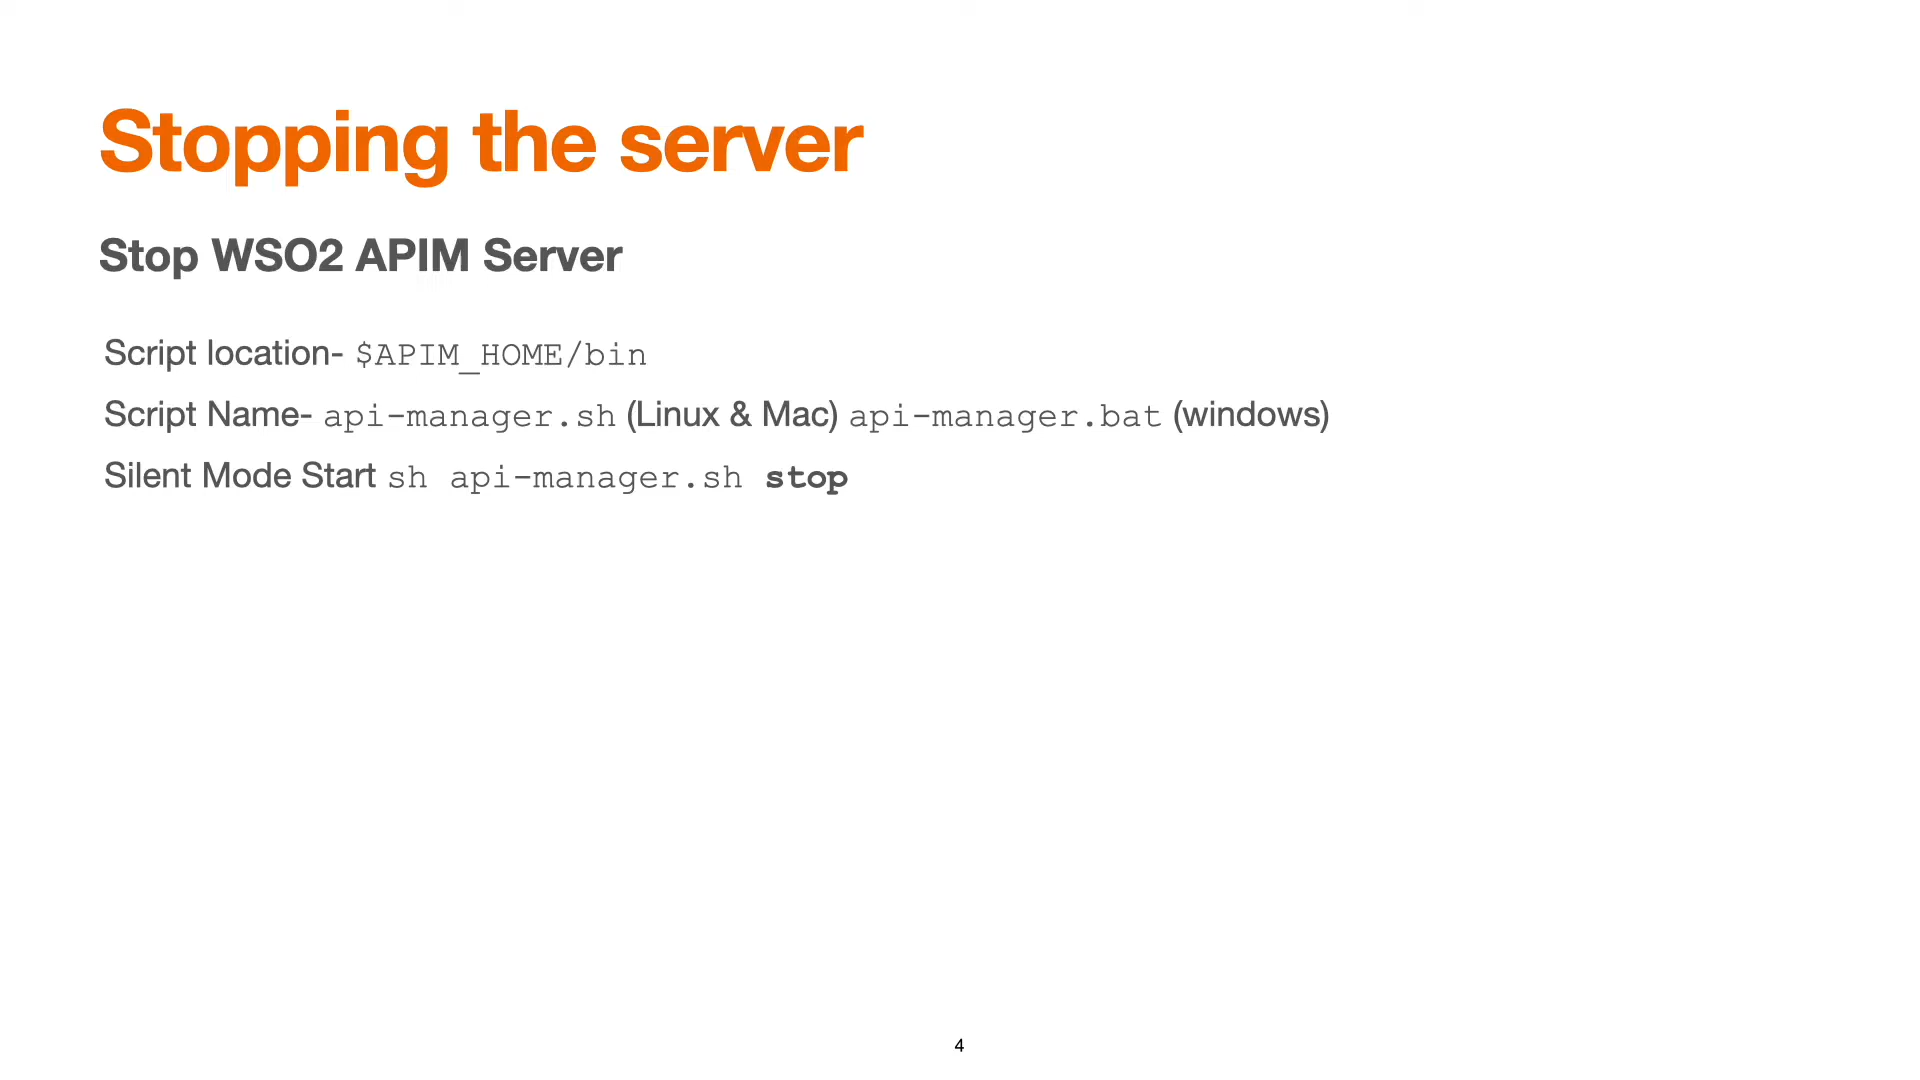 Stopping the server
Stop WSO2 APIM Server
Script location- $APIM_HOME/bin
Script Name- api-manager.sh (Linux & Mac) api-manager.bat (windows)
Silent Mode Start sh api-manager.sh stop
4